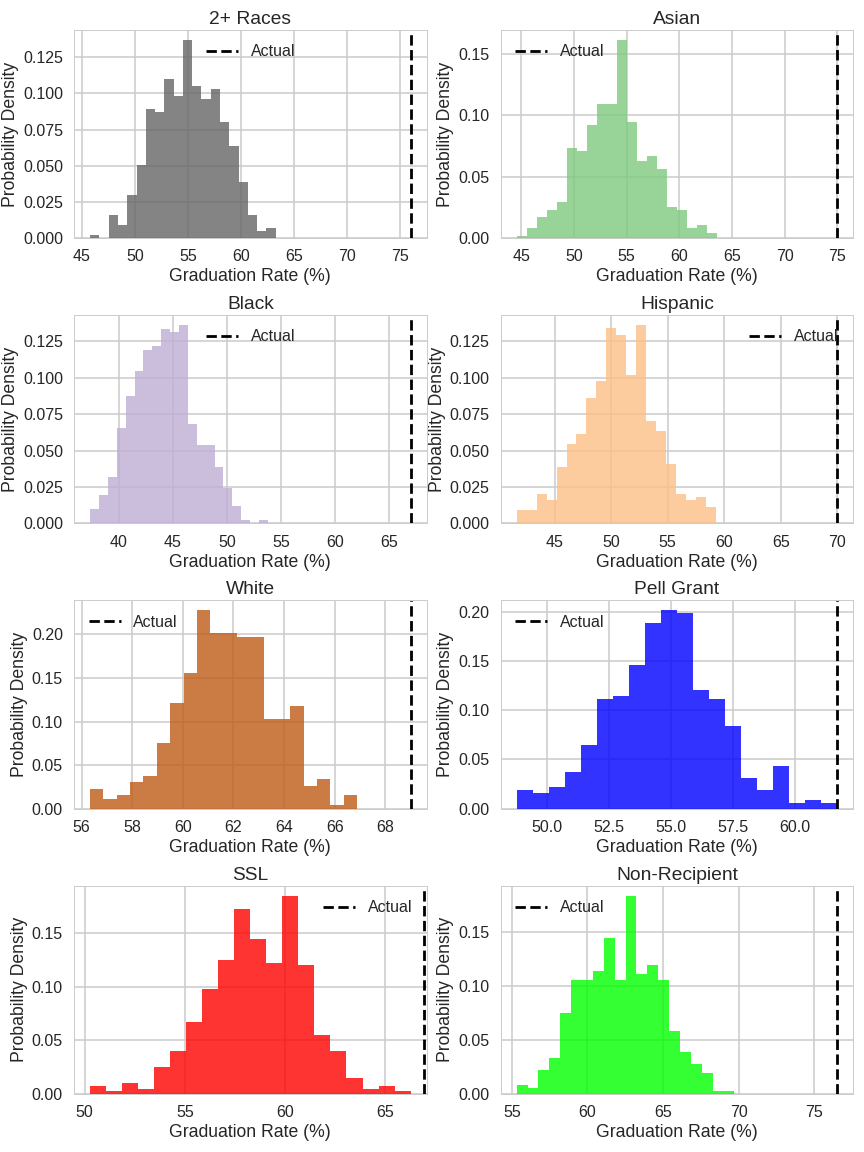 2+ Races
Probability Density
0.125
0.100
0.075
0.050
0.025
0.000
Actual
45 50 55 60 65 70 75
Graduation Rate (%)
Asian
Probability Density
0.15
0.10
0.05
0.00
Actual
45 50 55 60 65 70 75
Graduation Rate (%)
Black
Probability Density
0.125
0.100
0.075
0.050
0.025
0.000
Actual
40 45 50 55 60 65
Graduation Rate (%)
Hispanic
Probability Density
0.125
0.100
0.075
0.050
0.025
0.000
Actual
45 50 55 60 65 70
Graduation Rate (%)
White
Probability Density
0.20
0.15
0.10
0.05
0.00
Actual
56 58 60 62 64 66 68
Graduation Rate (%)
Pell Grant
Probability Density
0.20
0.15
0.10
0.05
0.00
Actual
50.0 52.5 55.0 57.5 60.0
Graduation Rate (%)
SSL
Probability Density
0.15
0.10
0.05
0.00
Actual
50 55 60 65
Graduation Rate (%)
Non-Recipient
Probability Density
0.15
0.10
0.05
0.00
Actual
55 60 65 70 75
Graduation Rate (%)